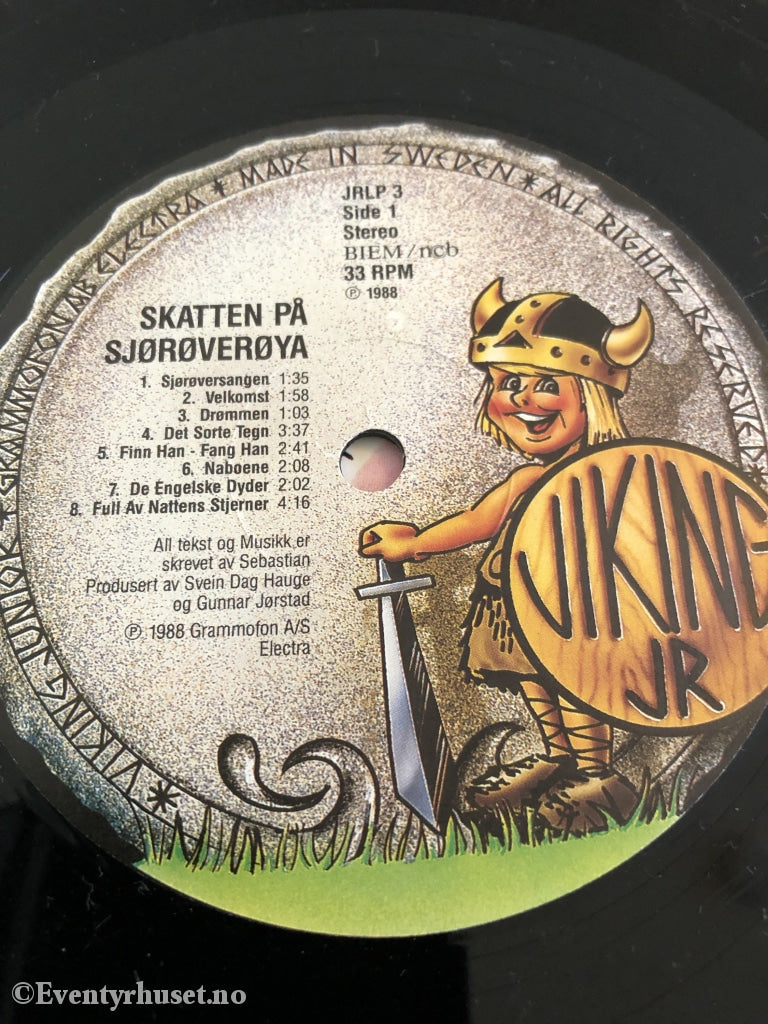 VIKING JUNIOR * GRAMMOFON AB ELECTRA * MADE IN SWEDEN * ALL RIGHTS RESERVED *
JRLP 3
Side 1
Stereo
BIEM/ncb
33 RPM
℗ 1988
SKATTEN PÅ
SJØRØVERØYA
1. Sjørøversangen 1:35
2. Velkomst 1:58
3. Drømmen 1:03
4. Det Sorte Tegn 3:37
5. Finn Han - Fang Han 2:41
6. Naboene 2:08
7. De Engelske Dyder 2:02
8. Full Av Nattens Stjerner 4:16
All tekst og Musikk er
skrevet av Sebastian
Produsert av Svein Dag Hauge
og Gunnar Jørstad
℗ 1988 Grammofon A/S
Electra
VIKING
JR
©Eventyrhuset.no